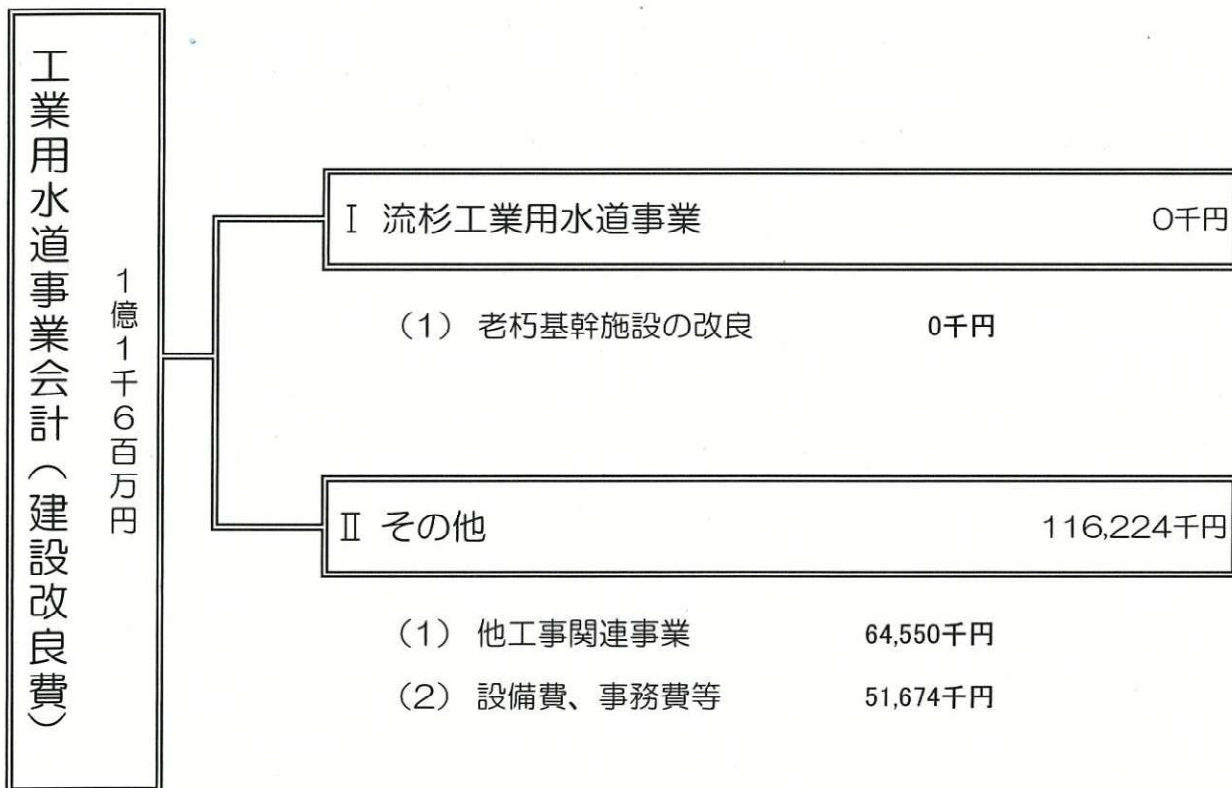 工業用水道事業会計（建設改良費）
1億1千6百万円
Ⅰ 流杉工業用水道事業 0千円
（1） 老朽基幹施設の改良 0千円
Ⅱ その他 116,224千円
（1） 他工事関連事業 64,550千円
（2） 設備費、事務費等 51,674千円